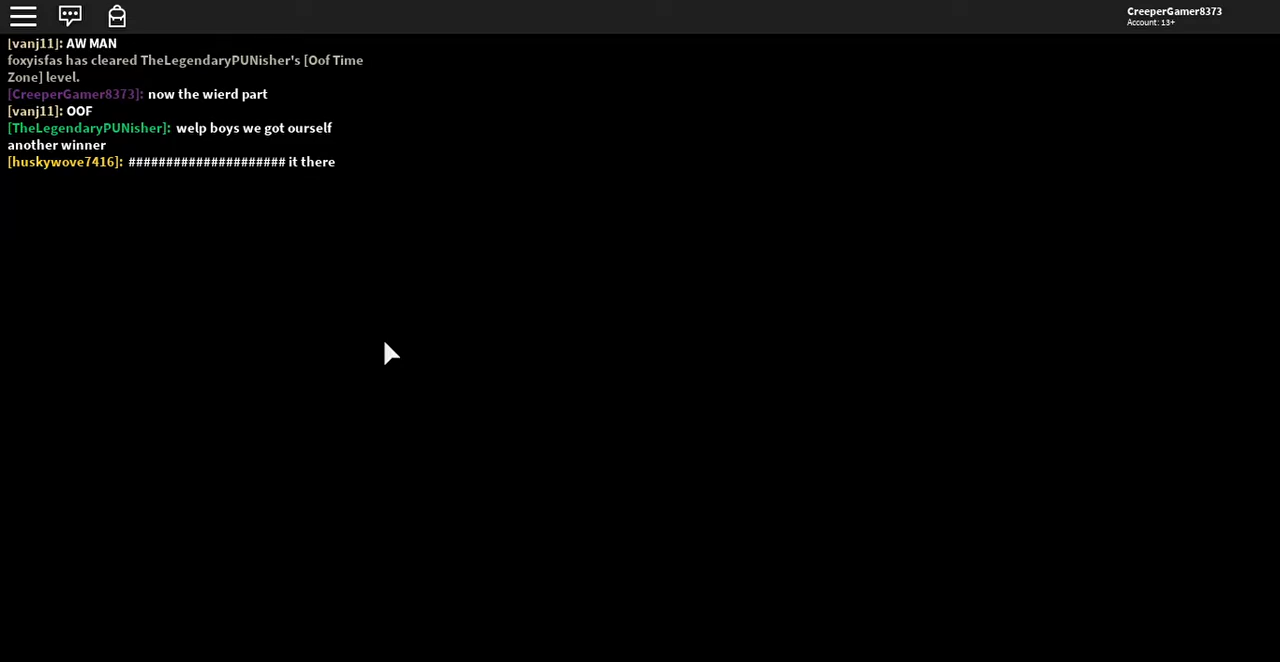 CreeperGamer8373
Account: 13+
[vanj11]: AW MAN
foxyisfas has cleared TheLegendaryPUNisher's [Oof Time
Zone] level.
[CreeperGamer8373]: now the wierd part
[vanj11]: OOF
[TheLegendaryPUNisher]: welp boys we got ourself
another winner
[huskywove7416]: ##################### it there